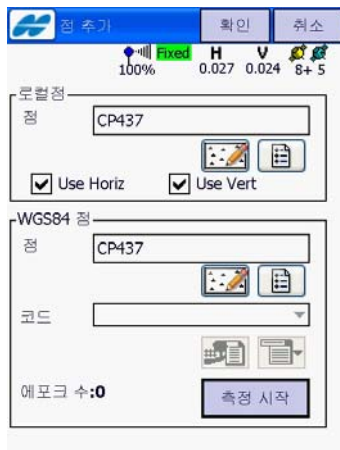 점 추가 확인 취소
Fixed H V
100% 0.027 0.024 8+ 5
로컬점
점 CP437
Use Horiz Use Vert
WGS84 점
점 CP437
코드
에포크 수:0 측정 시작